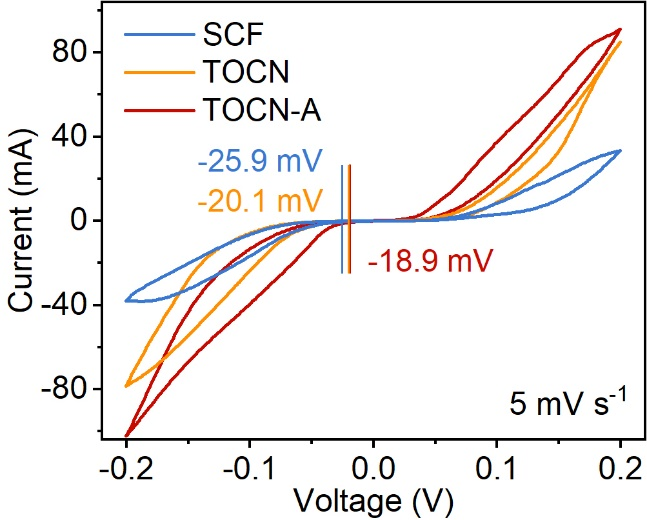 SCF
TOCN
TOCN-A
-25.9 mV
-20.1 mV
-18.9 mV
5 mV s⁻¹
80
40
0
-40
-80
Current (mA)
-0.2 -0.1 0.0 0.1 0.2
Voltage (V)